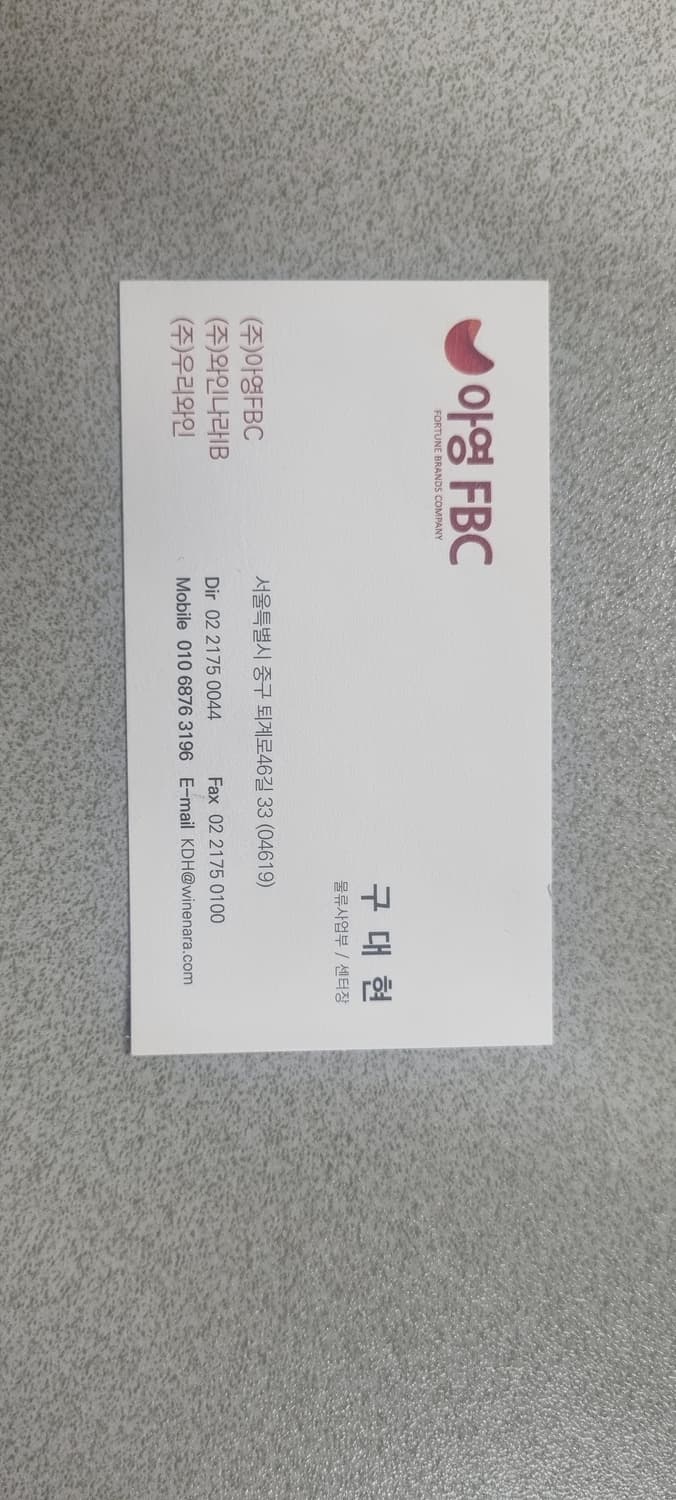 아영 FBC
FORTUNE BRANDS COMPANY
구 대 현
물류사업부 / 센터장
(주)아영FBC
(주)와인나라IB
(주)우리와인
서울특별시 중구 퇴계로46길 33 (04619)
Dir 02 2175 0044 Fax 02 2175 0100
Mobile 010 6876 3196 E-mail KDH@winenara.com